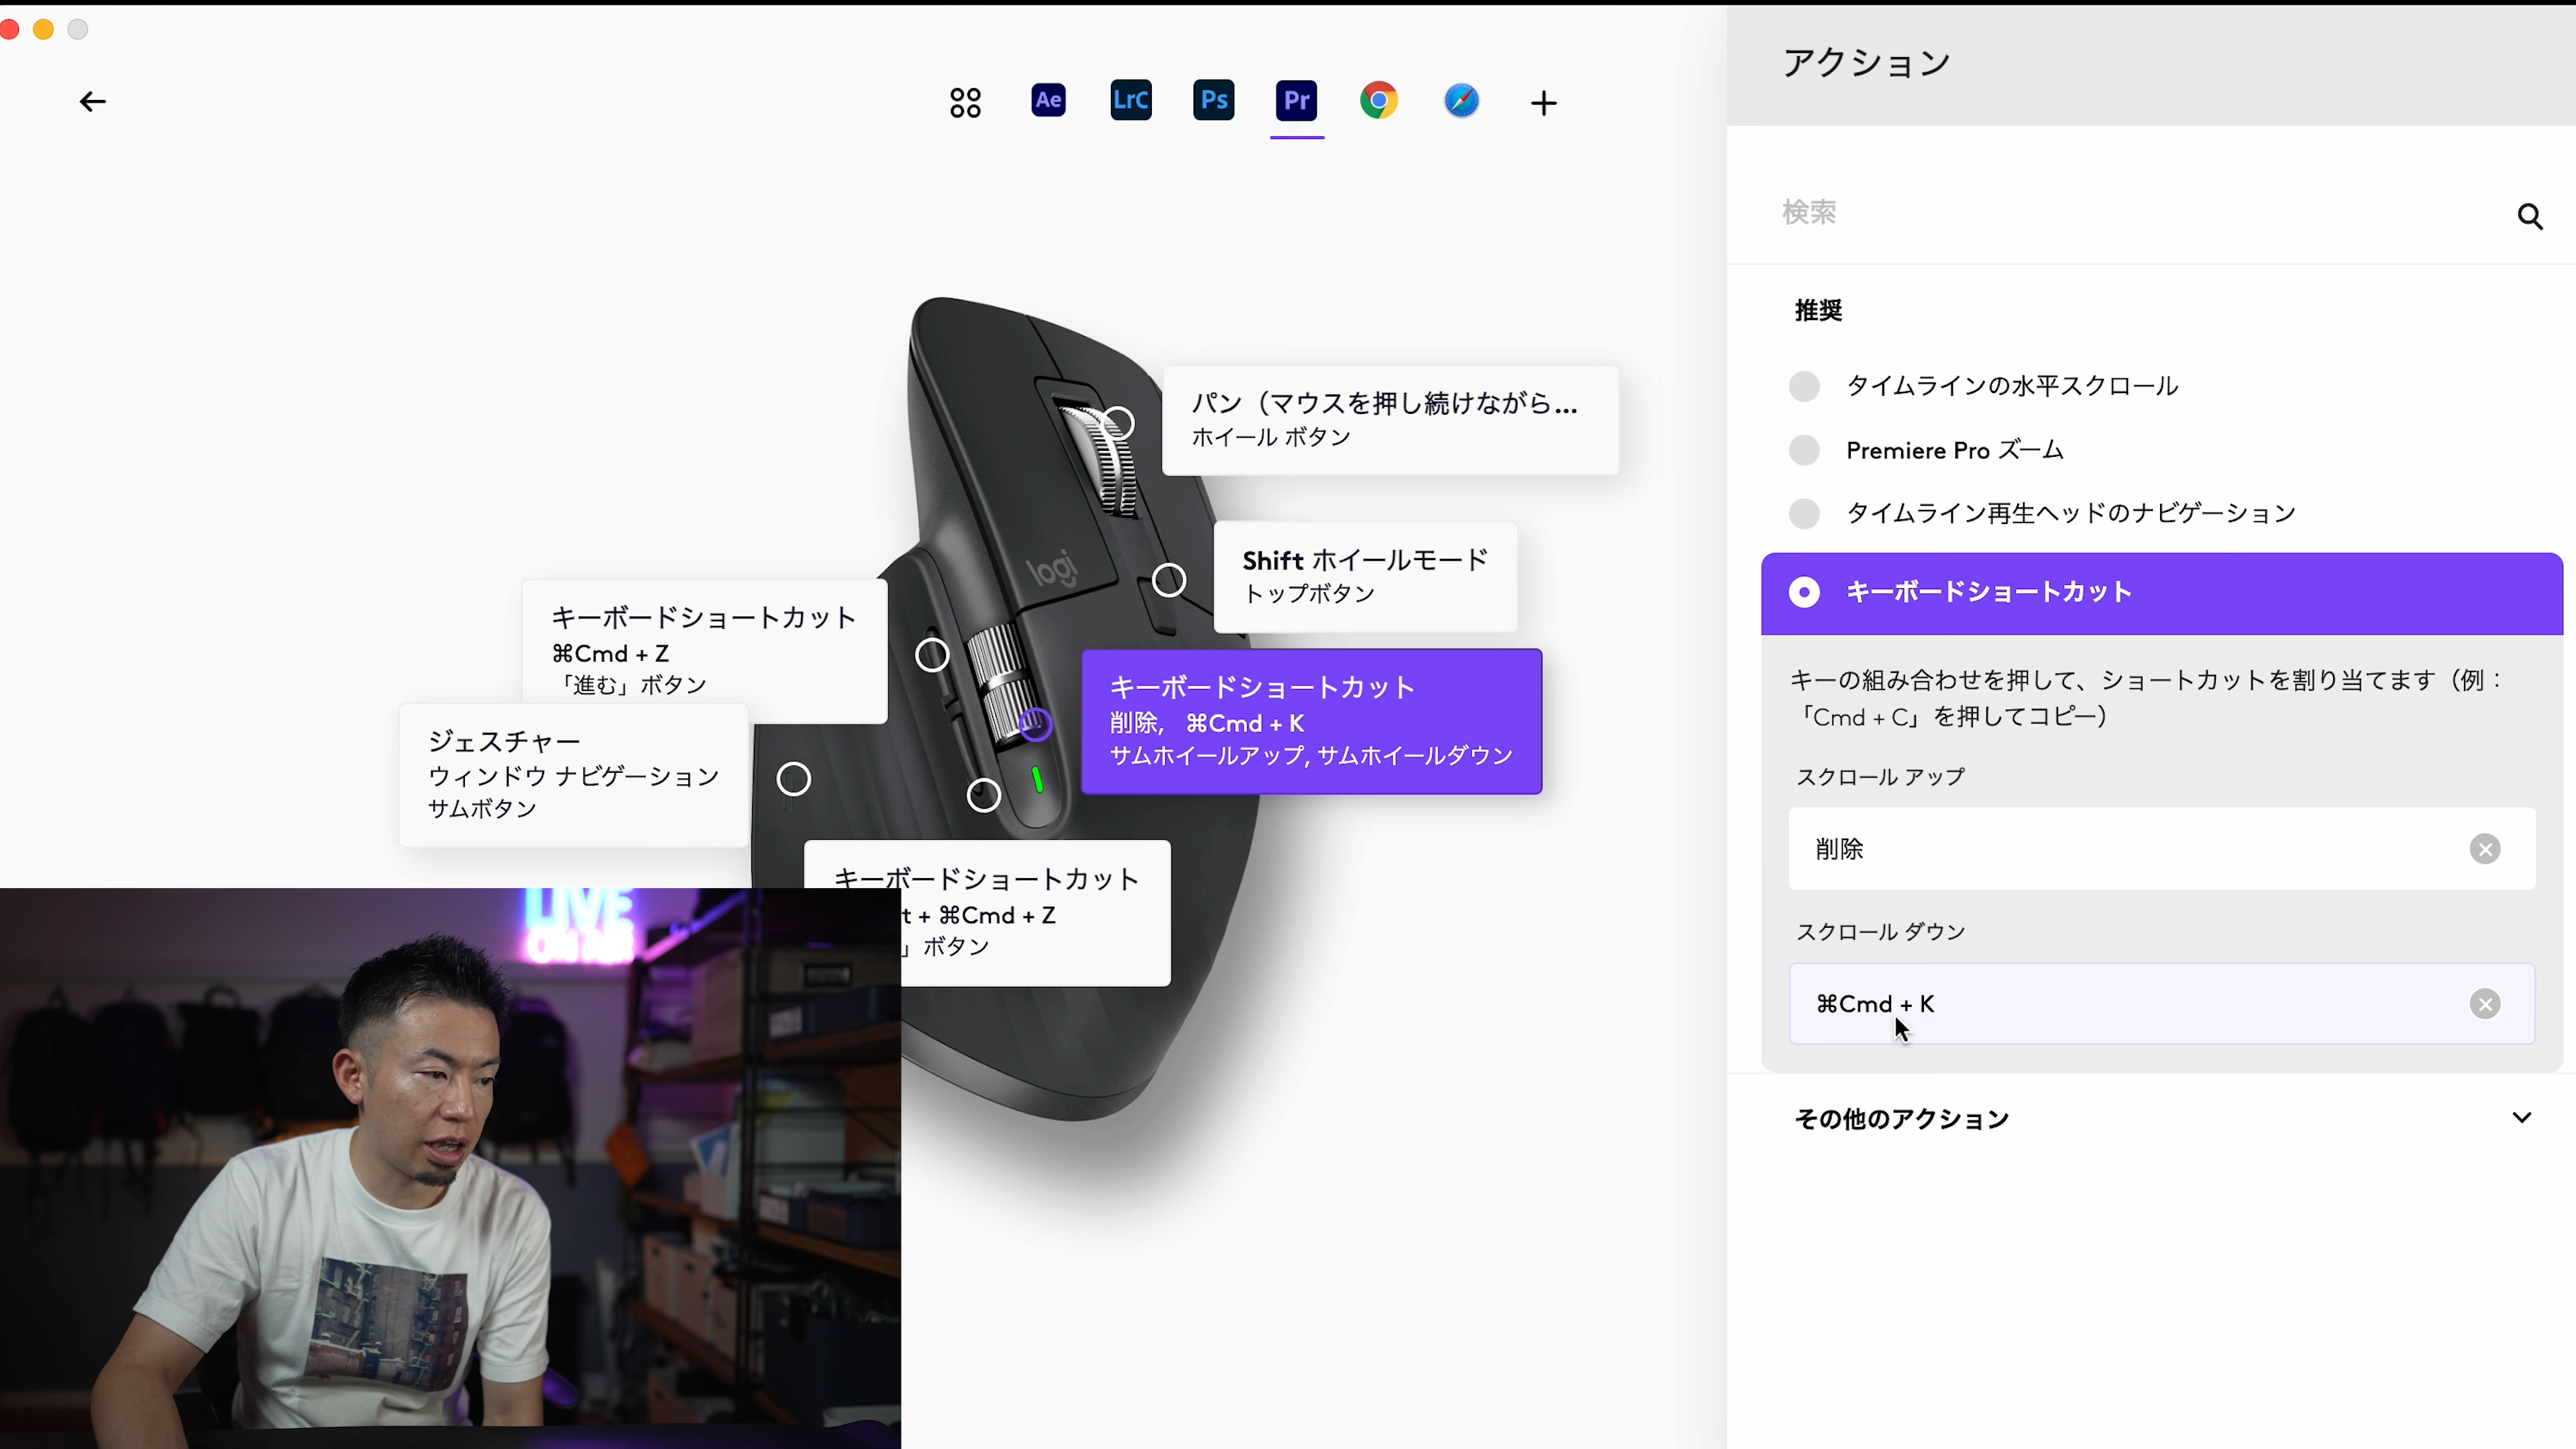 アクション
Ae
LrC
Ps
Pr
検索
推奨
タイムラインの水平スクロール
Premiere Pro ズーム
タイムライン再生ヘッドのナビゲーション
キーボードショートカット
キーの組み合わせを押して、ショートカットを割り当てます（例：
「Cmd + C」を押してコピー）
スクロール アップ
削除
スクロール ダウン
⌘Cmd + K
その他のアクション
パン（マウスを押し続けながら...
ホイール ボタン
logi
Shift ホイールモード
トップボタン
キーボードショートカット
⌘Cmd + Z
「進む」ボタン
キーボードショートカット
削除, ⌘Cmd + K
サムホイールアップ, サムホイールダウン
ジェスチャー
ウィンドウ ナビゲーション
サムボタン
キーボードショートカット
t + ⌘Cmd + Z
」ボタン
LIVE
On Air